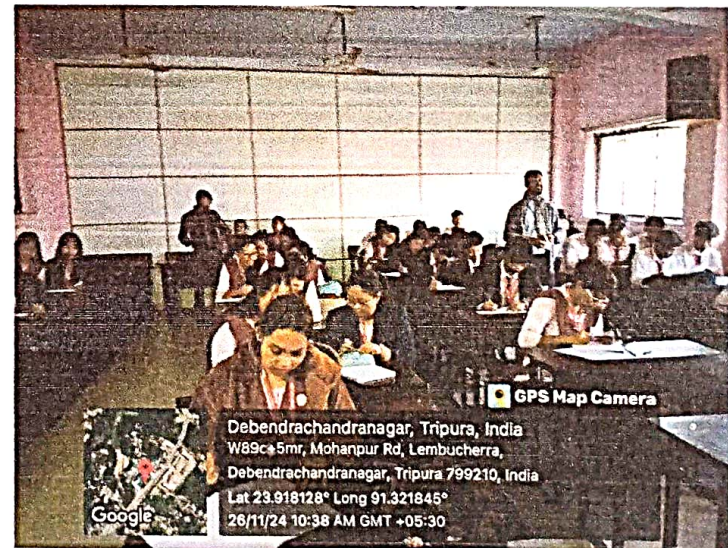 GPS Map Camera
Debendrachandranagar, Tripura, India
W89c+5mr, Mohanpur Rd, Lembucherra,
Debendrachandranagar, Tripura 799210, India
Lat 23.918128° Long 91.321845°
26/11/24 10:38 AM GMT +05:30
Google